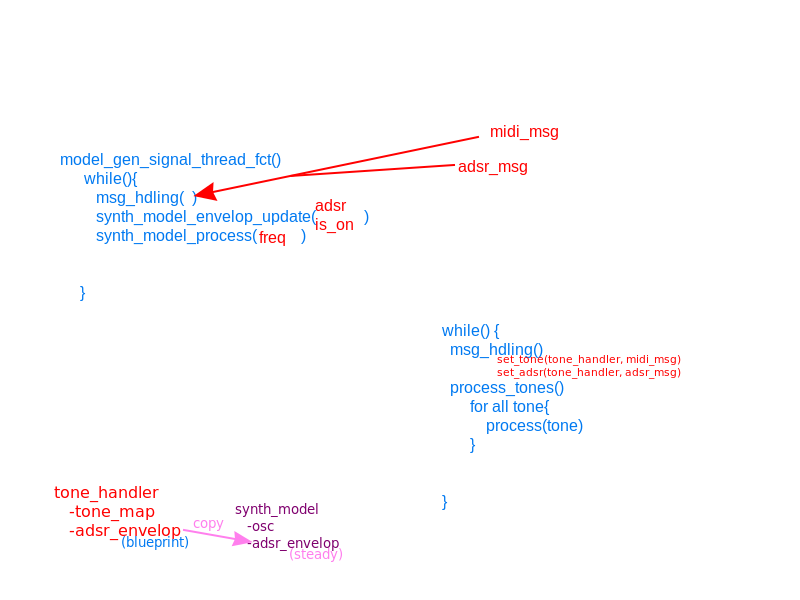 midi_msg
adsr_msg
model_gen_signal_thread_fct()
while(){
msg_hdling( )
synth_model_envelop_update(adsr is_on )
synth_model_process(freq )
}
while() {
msg_hdling()
set_tone(tone_handler, midi_msg)
set_adsr(tone_handler, adsr_msg)
process_tones()
for all tone{
process(tone)
}
}
tone_handler
-tone_map
-adsr_envelop
(blueprint)
copy
synth_model
-osc
-adsr_envelop
(steady)